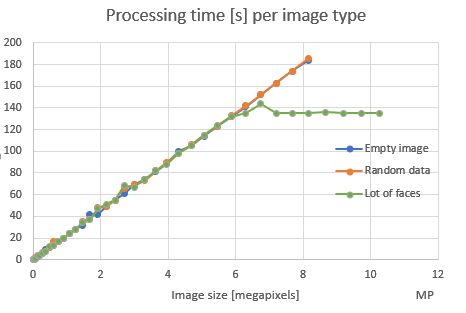 Processing time [s] per image type
200
180
160
140
120
100
80
60
40
20
0
Empty image
Random data
Lot of faces
0 2 4 6 8 10 12
Image size [megapixels] MP